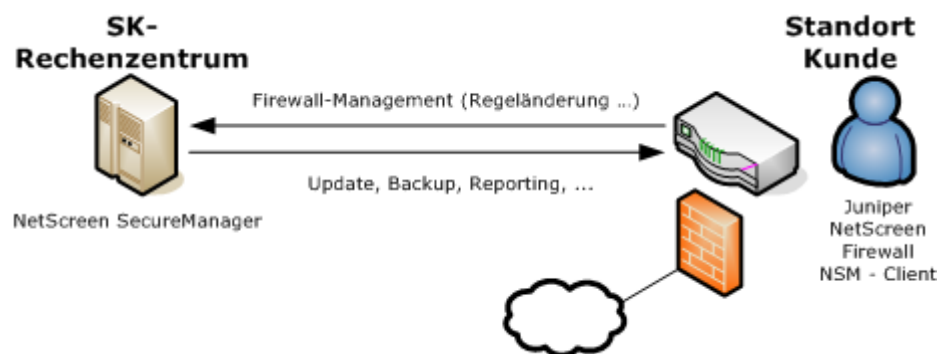 SK-
Rechenzentrum
Standort
Kunde
Firewall-Management (Regeländerung ...)
Update, Backup, Reporting, ...
NetScreen SecureManager
Juniper
NetScreen
Firewall
NSM - Client